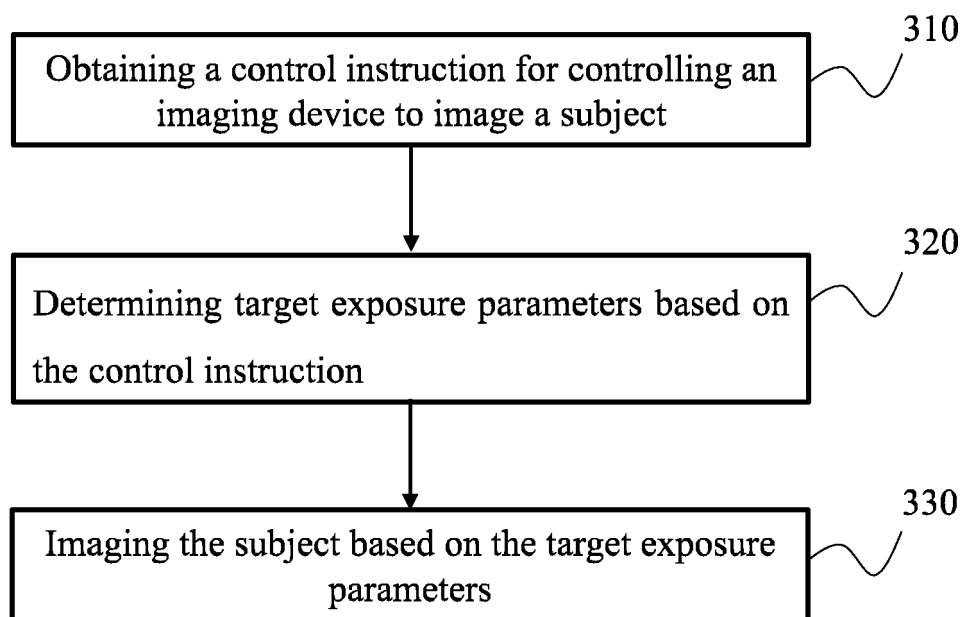 310
Obtaining a control instruction for controlling an
imaging device to image a subject
320
Determining target exposure parameters based on
the control instruction
330
Imaging the subject based on the target exposure
parameters